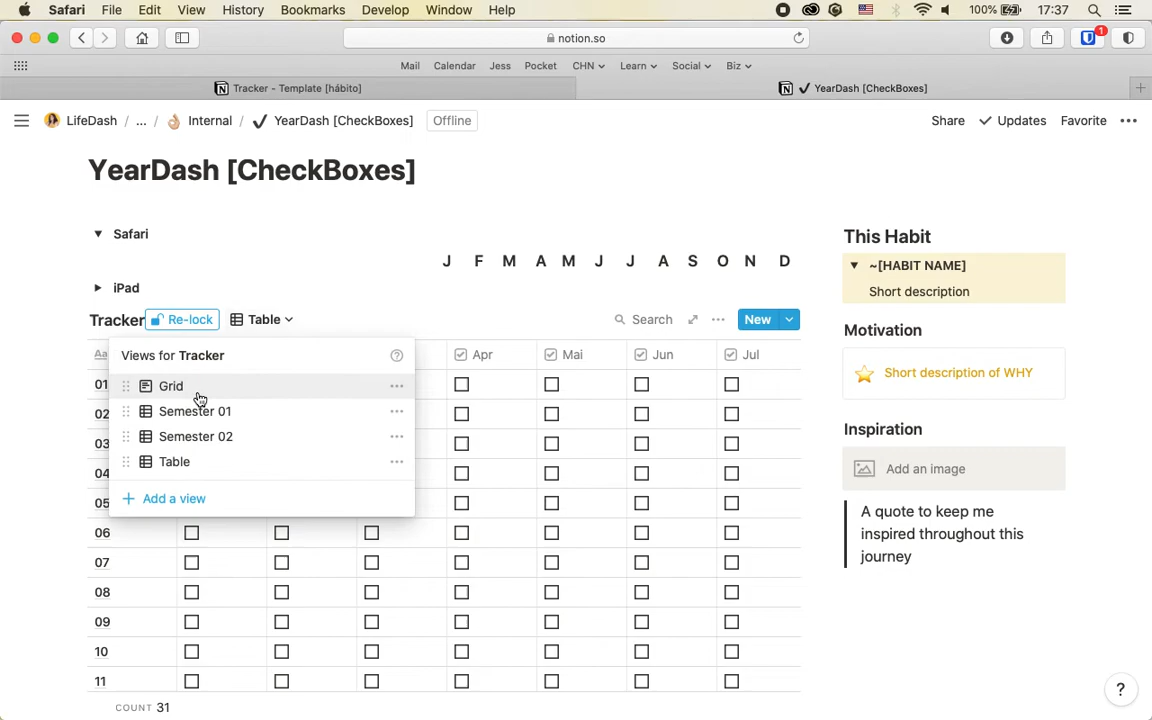 Safari File Edit View History Bookmarks Develop Window Help 100% 17:37
notion.so 1
Mail Calendar Jess Pocket CHN Learn Social Biz
Tracker - Template [hábito] ✓ YearDash [CheckBoxes]
LifeDash / ... / 👌🏼 Internal / ✓ YearDash [CheckBoxes] Offline Share ✓ Updates Favorite •••
YearDash [CheckBoxes]
Safari
J F M A M J J A S O N D
iPad
Tracker Re-lock Table Search ••• New
Aa Apr Mai Jun Jul
Views for Tracker
Grid
Semester 01
Semester 02
Table
+ Add a view
01
02
03
04
05
06
07
08
09
10
11
COUNT 31
This Habit
~[HABIT NAME]
Short description
Motivation
Short description of WHY
Inspiration
Add an image
A quote to keep me
inspired throughout this
journey
?